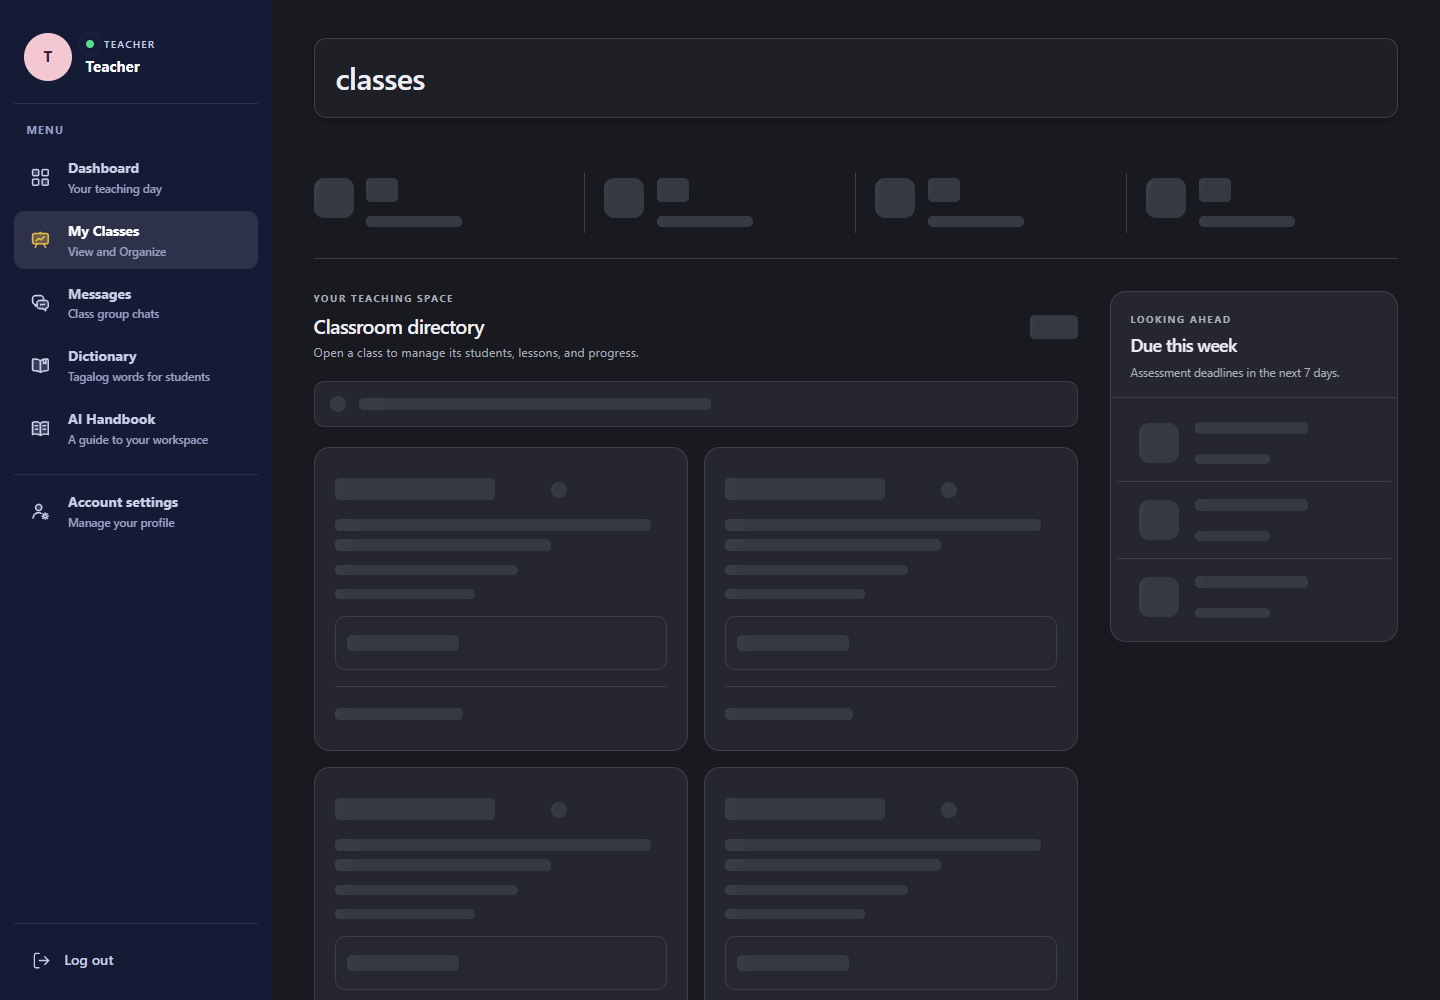 T
TEACHER
Teacher
MENU
Dashboard
Your teaching day
My Classes
View and Organize
Messages
Class group chats
Dictionary
Tagalog words for students
AI Handbook
A guide to your workspace
Account settings
Manage your profile
Log out
classes
YOUR TEACHING SPACE
Classroom directory
Open a class to manage its students, lessons, and progress.
LOOKING AHEAD
Due this week
Assessment deadlines in the next 7 days.